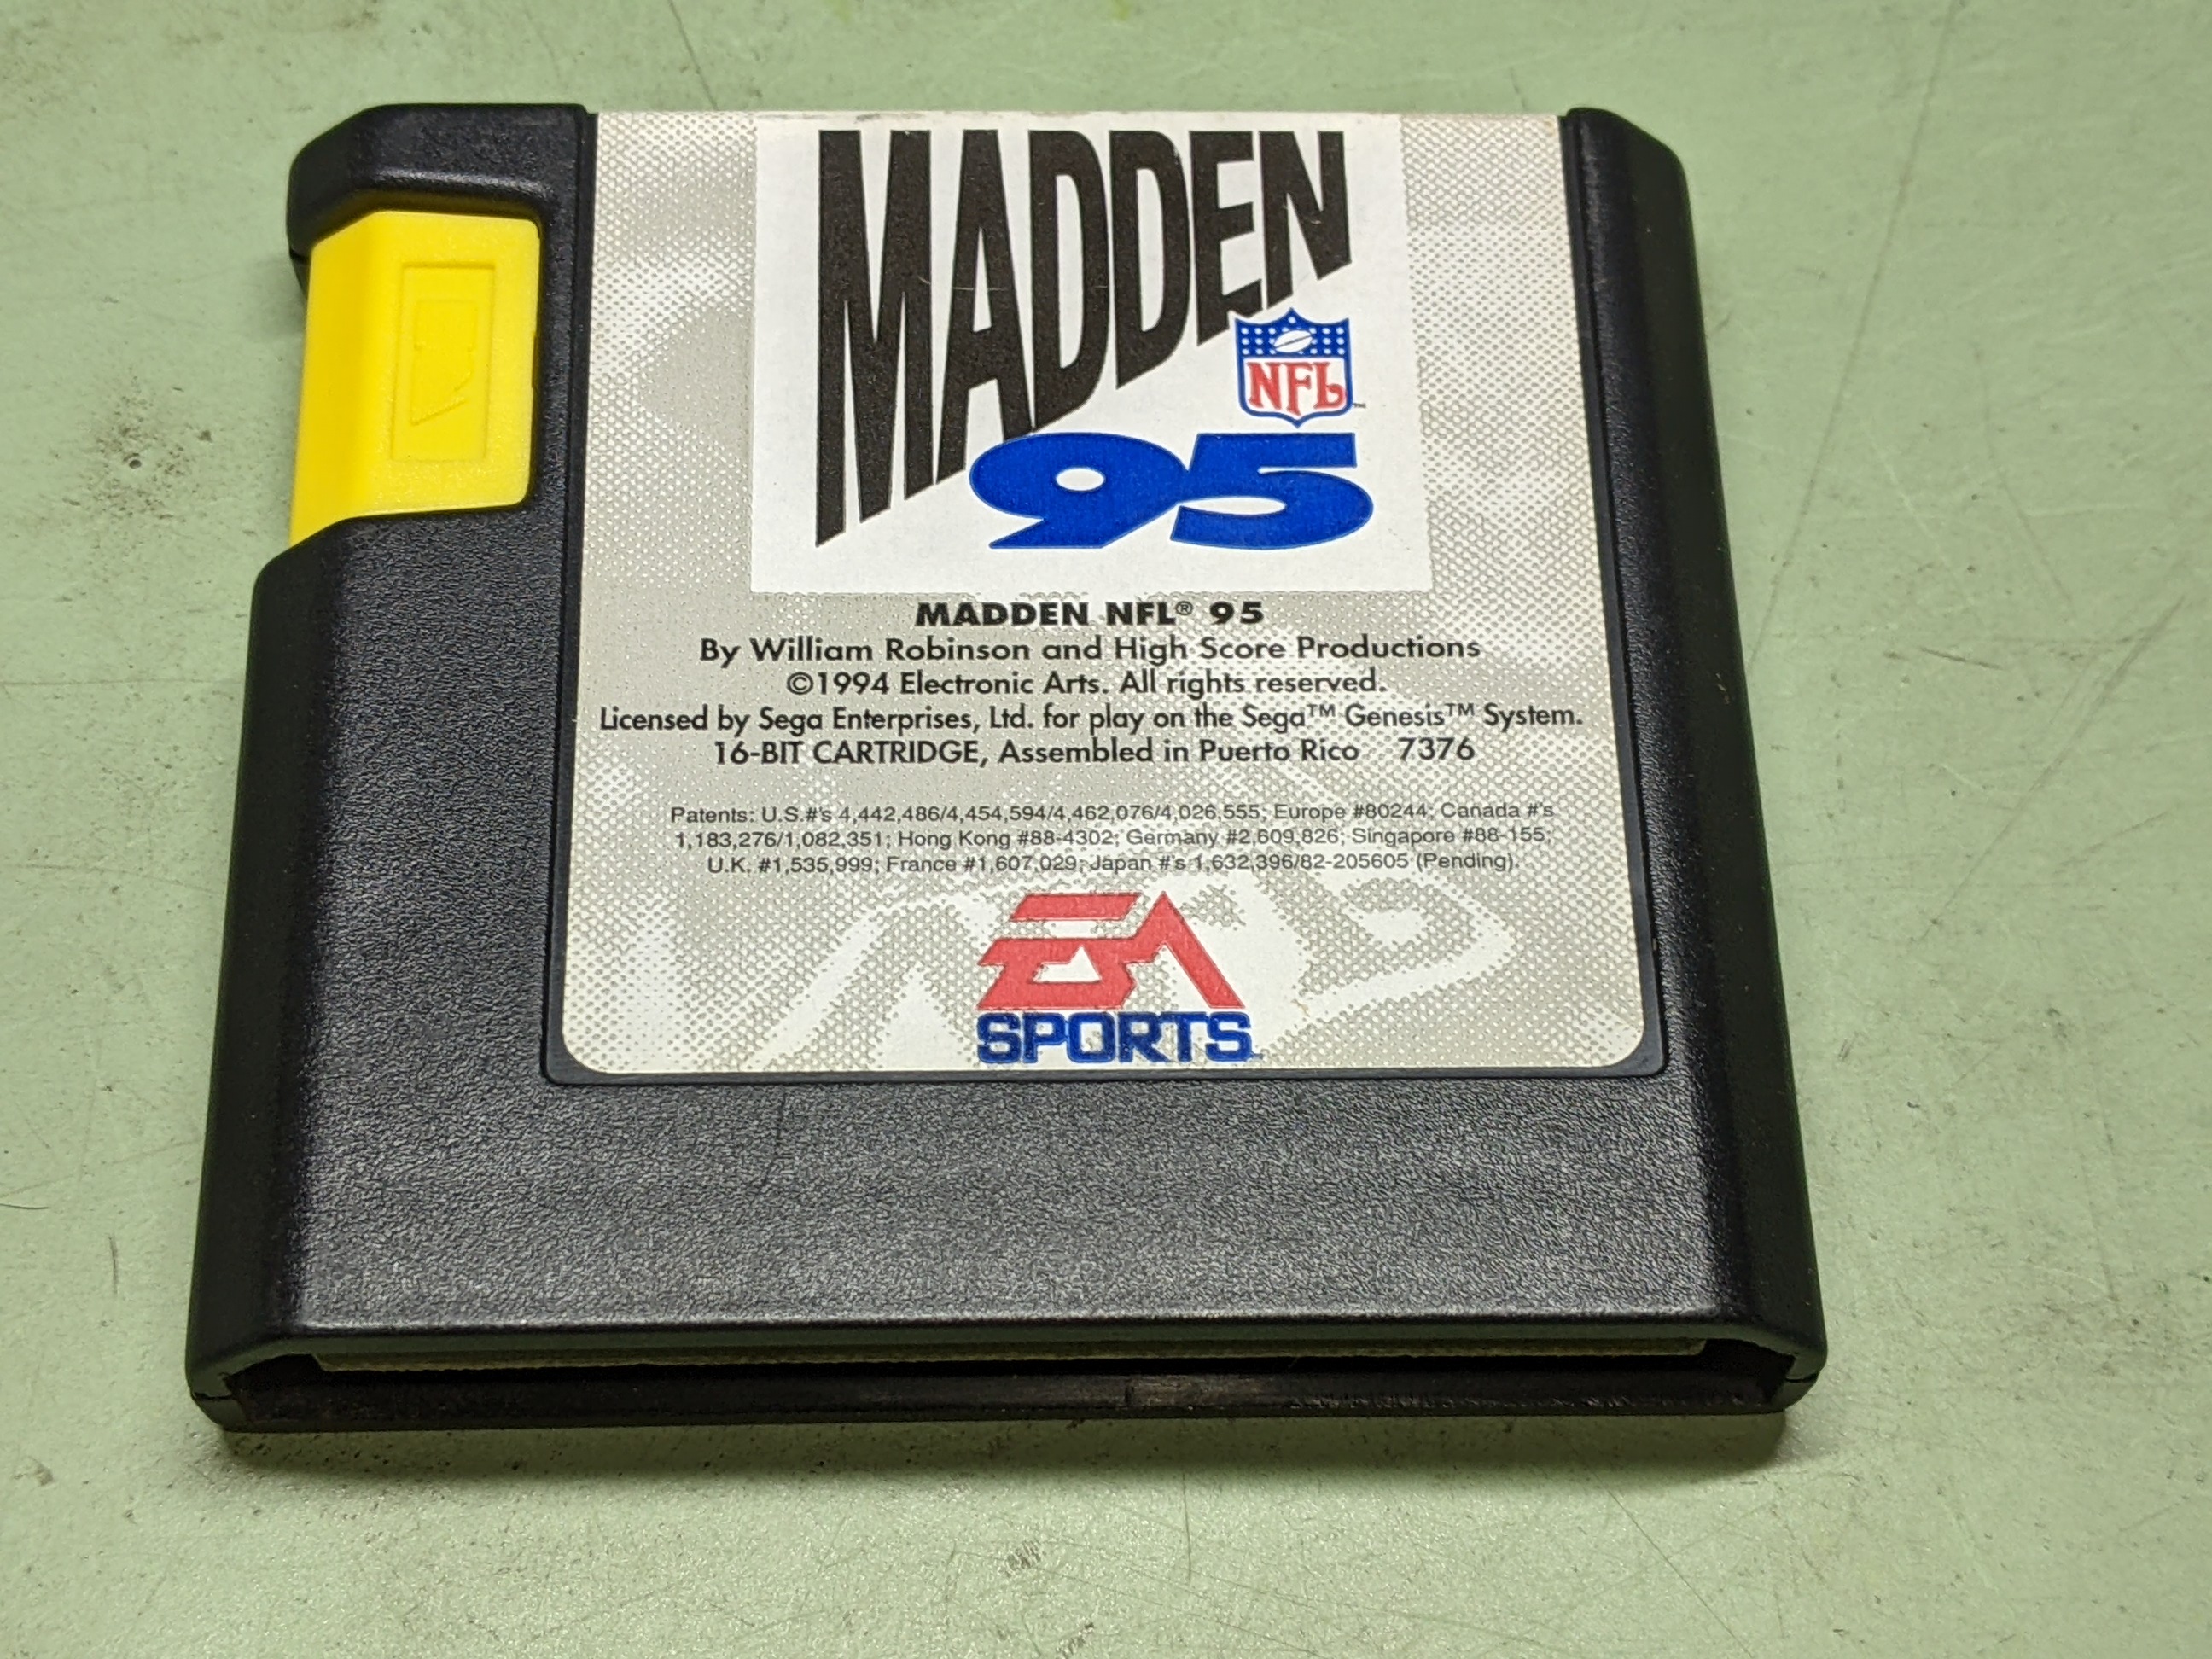 MADDEN
NFL
95
MADDEN NFL® 95
By William Robinson and High Score Productions
©1994 Electronic Arts. All rights reserved.
Licensed by Sega Enterprises, Ltd. for play on the Sega™ Genesis™ System.
16-BIT CARTRIDGE, Assembled in Puerto Rico 7376
Patents: U.S.#'s 4,442,486/4,454,594/4,462,076/4,026,555; Europe #80244; Canada #'s
1,183,276/1,082,351; Hong Kong #88-4302; Germany #2,609,826; Singapore #88-155;
U.K. #1,535,999; France #1,607,029; Japan #'s 1,632,396/82-205605 (Pending).
EA
SPORTS